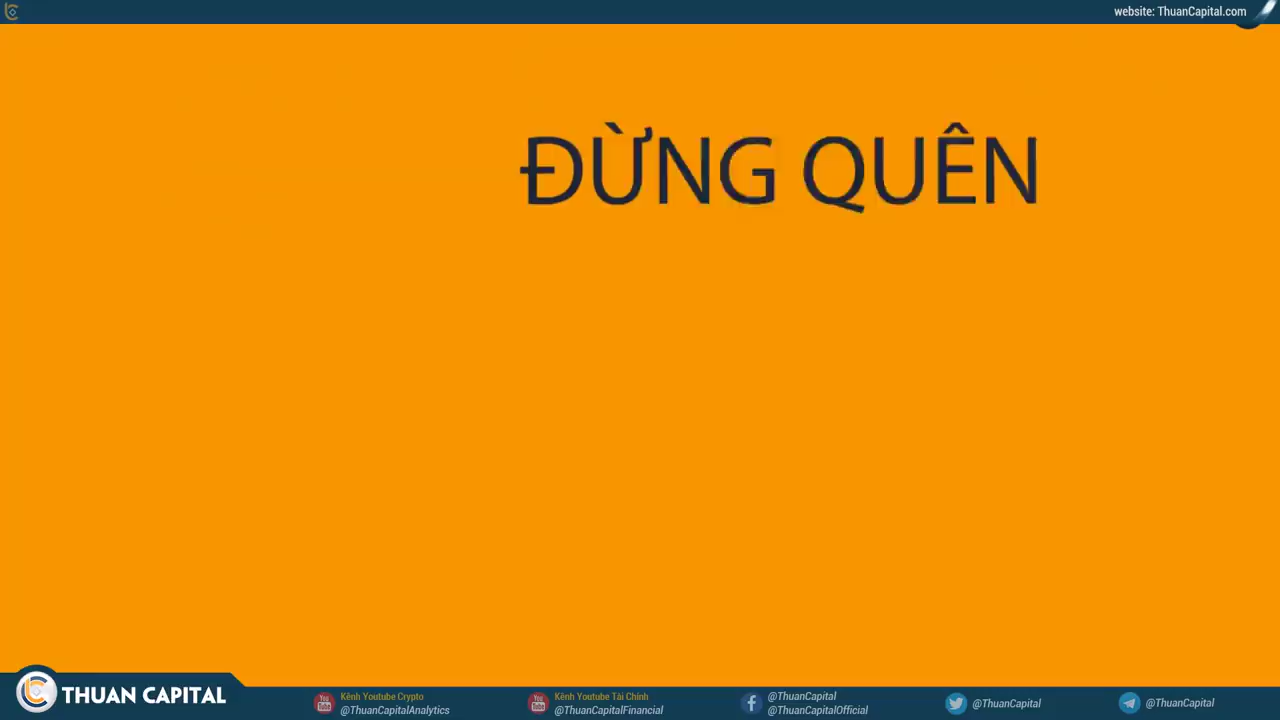 website: ThuanCapital.com
ĐỪNG QUÊN
THUAN CAPITAL
Kênh Youtube Crypto
@ThuanCapitalAnalytics
Kênh Youtube Tài Chính
@ThuanCapitalFinancial
@ThuanCapital
@ThuanCapitalOfficial
@ThuanCapital
@ThuanCapital